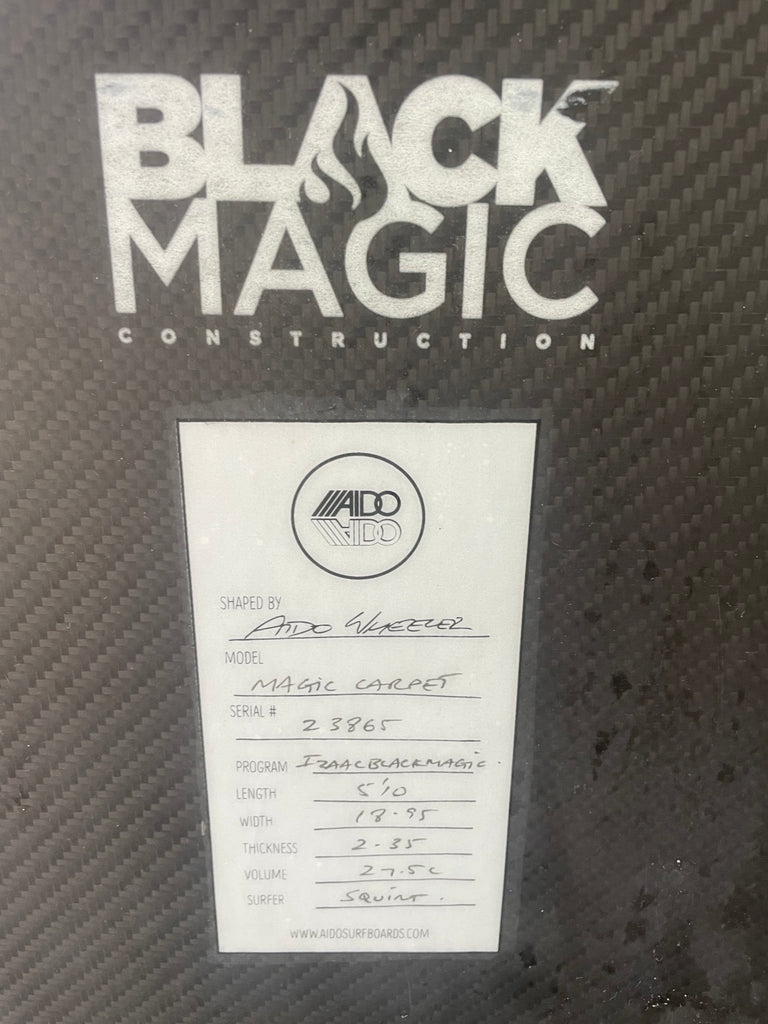 BLACK
MAGIC
CONSTRUCTION
AIDO
AIDO
SHAPED BY AIDO WHEELER
MODEL
MAGIC CARPET
SERIAL #
23865
PROGRAM IZAACBLACKMAGIC.
LENGTH 5'10
WIDTH 18.95
THICKNESS 2.35
VOLUME 27.5L
SURFER SQUINT.
WWW.AIDOSURFBOARDS.COM